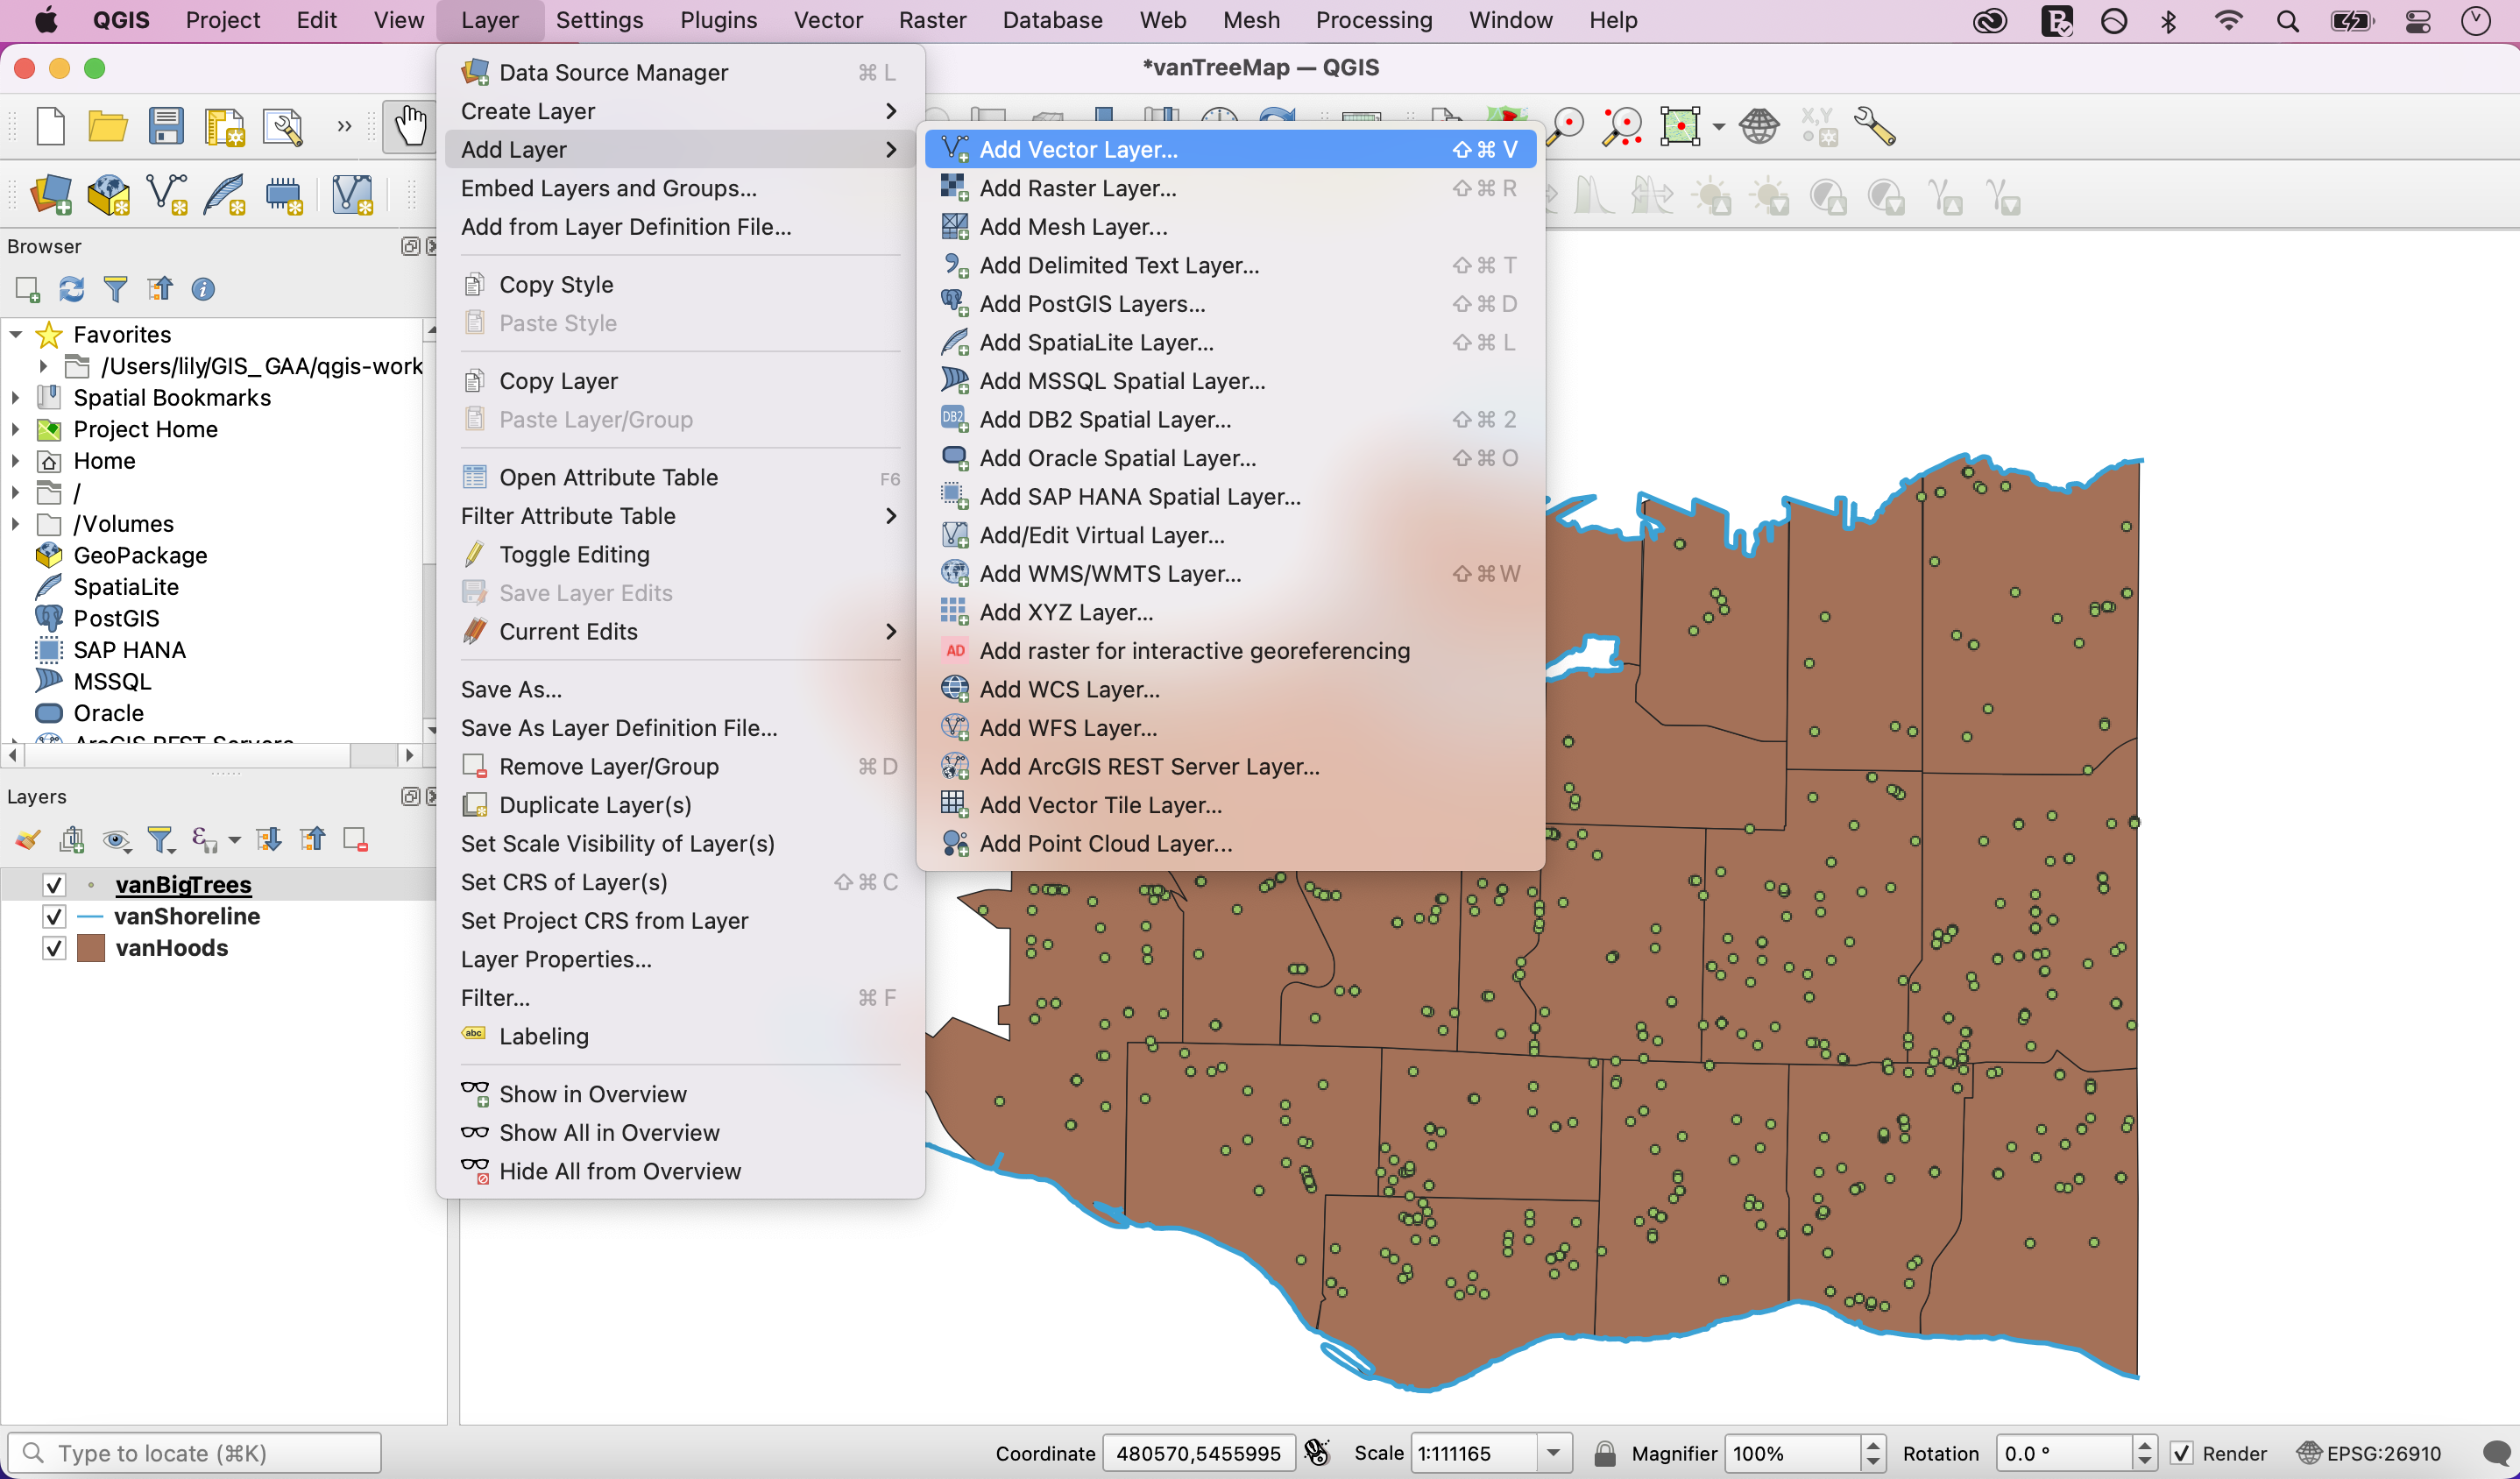 QGIS Project Edit View Layer Settings Plugins Vector Raster Database Web Mesh Processing Window Help
*vanTreeMap — QGIS
Data Source Manager ⌘ L
Create Layer
Add Layer
Embed Layers and Groups...
Add from Layer Definition File...
Copy Style
Paste Style
Copy Layer
Paste Layer/Group
Open Attribute Table F6
Filter Attribute Table
Toggle Editing
Save Layer Edits
Current Edits
Save As...
Save As Layer Definition File...
Remove Layer/Group ⌘ D
Duplicate Layer(s)
Set Scale Visibility of Layer(s)
Set CRS of Layer(s) ⇧ ⌘ C
Set Project CRS from Layer
Layer Properties...
Filter... ⌘ F
abc Labeling
Show in Overview
Show All in Overview
Hide All from Overview
Add Vector Layer... ⇧ ⌘ V
Add Raster Layer... ⇧ ⌘ R
Add Mesh Layer...
Add Delimited Text Layer... ⇧ ⌘ T
Add PostGIS Layers... ⇧ ⌘ D
Add SpatiaLite Layer... ⇧ ⌘ L
Add MSSQL Spatial Layer...
DB2 Add DB2 Spatial Layer... ⇧ ⌘ 2
Add Oracle Spatial Layer... ⇧ ⌘ O
Add SAP HANA Spatial Layer...
Add/Edit Virtual Layer...
Add WMS/WMTS Layer... ⇧ ⌘ W
Add XYZ Layer...
AD Add raster for interactive georeferencing
Add WCS Layer...
Add WFS Layer...
Add ArcGIS REST Server Layer...
Add Vector Tile Layer...
Add Point Cloud Layer...
X,Y
Browser
Favorites
/Users/lily/GIS_GAA/qgis-work
Spatial Bookmarks
Project Home
Home
/
/Volumes
GeoPackage
SpatiaLite
PostGIS
SAP HANA
MSSQL
Oracle
ArcGIS REST Servers
Layers
vanBigTrees
vanShoreline
vanHoods
Type to locate (⌘K)
Coordinate 480570,5455995 Scale 1:111165 Magnifier 100% Rotation 0.0 ° Render EPSG:26910